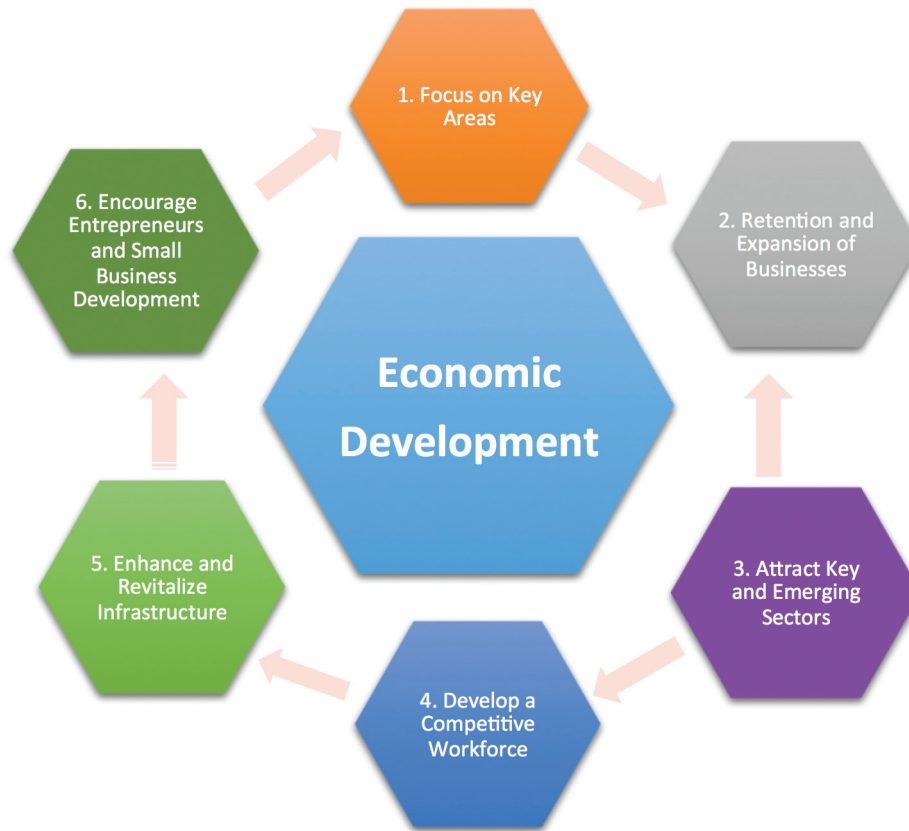 1. Focus on Key
Areas
2. Retention and
Expansion of
Businesses
3. Attract Key
and Emerging
Sectors
4. Develop a
Competitive
Workforce
5. Enhance and
Revitalize
Infrastructure
6. Encourage
Entrepreneurs
and Small
Business
Development
Economic
Development